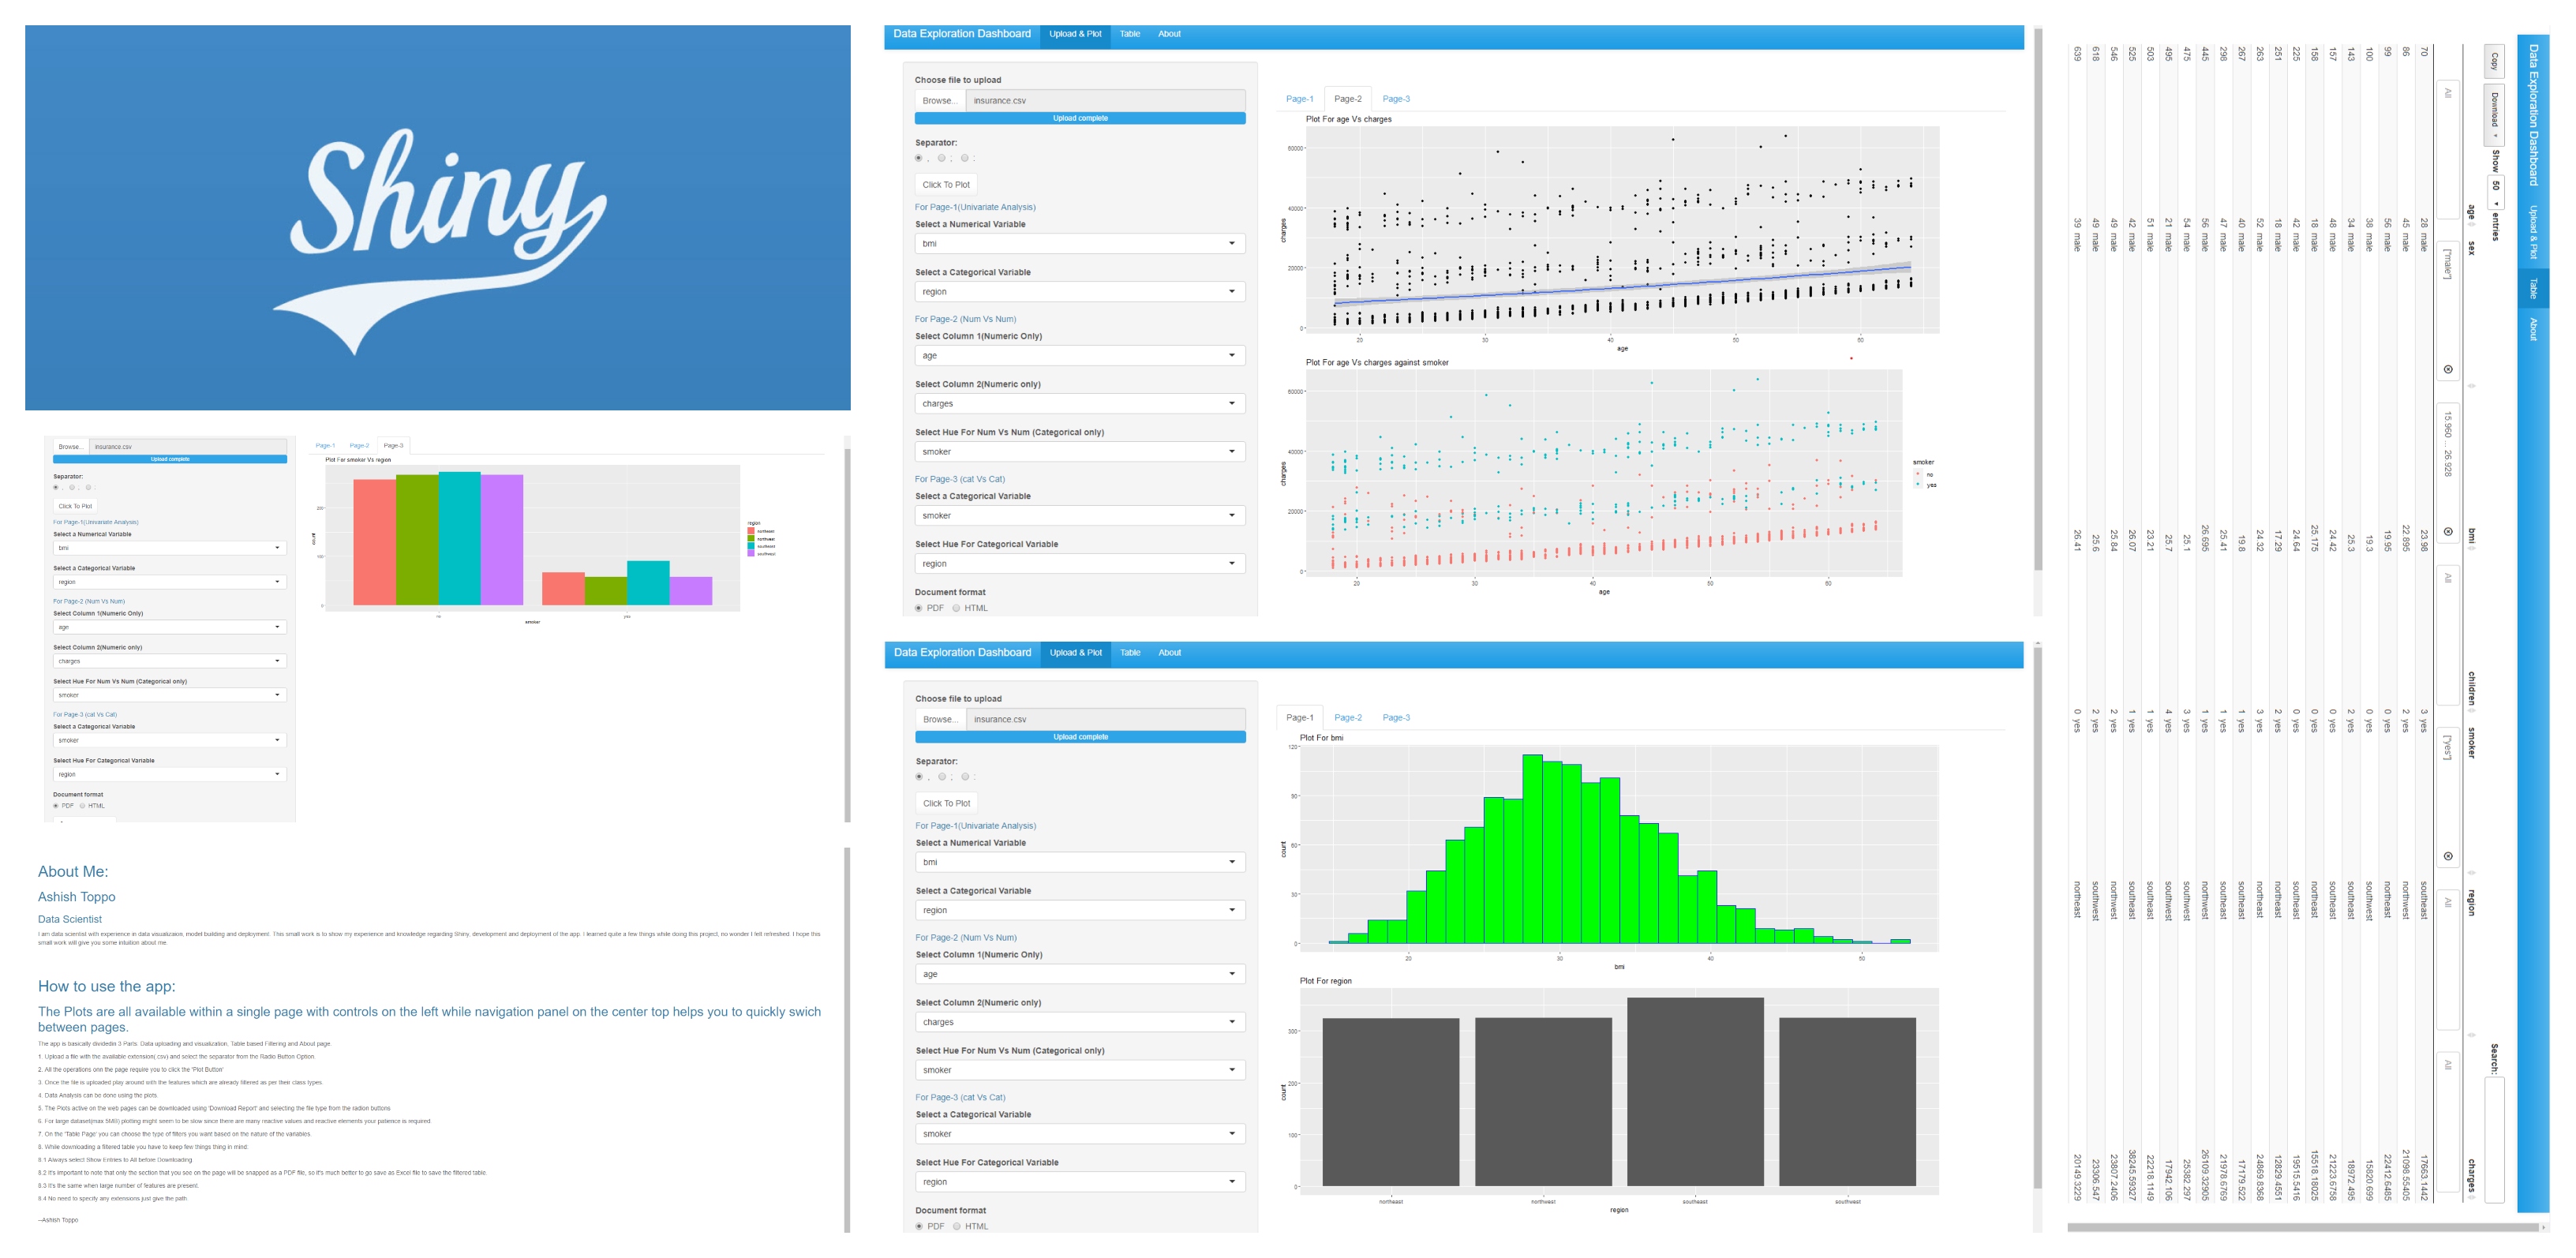 Shiny
Browse... insurance.csv
Upload complete
Separator:
, ; :
Click To Plot
For Page-1(Univariate Analysis)
Select a Numerical Variable
bmi
Select a Categorical Variable
region
For Page-2 (Num Vs Num)
Select Column 1(Numeric Only)
age
Select Column 2(Numeric only)
charges
Select Hue For Num Vs Num (Categorical only)
smoker
For Page-3 (cat Vs Cat)
Select a Categorical Variable
smoker
Select Hue For Categorical Variable
region
Document format
PDF HTML
Page-1 Page-2 Page-3
Plot For smoker Vs region
200
100
0
count
no yes
smoker
region
northeast
northwest
southeast
southwest
About Me:
Ashish Toppo
Data Scientist
I am data scientist with experience in data visualizaion, model building and deployment. This small work is to show my experience and knowledge regarding Shiny, development and deployment of the app. I learned quite a few things while doing this project, no wonder I fell refreshed. I hope this
small work will give you some intuition about me.
How to use the app:
The Plots are all available within a single page with controls on the left while navigation panel on the center top helps you to quickly swich
between pages.
The app is basically dividedin 3 Parts: Data uploading and visualization, Table based Filtering and About page.
1. Upload a file with the available extension(.csv) and select the separator from the Radio Button Option.
2. All the operations onn the page require you to click the 'Plot Button'
3. Once the file is uploaded play around with the features which are already filtered as per their class types.
4. Data Analysis can be done using the plots.
5. The Plots active on the web pages can be downloaded using 'Download Report' and selecting the file type from the radion buttons
6. For large dataset(max 5MB) plotting might seem to be slow since there are many reactive values and reactive elements your patience is required.
7. On the 'Table Page' you can choose the type of filters you want based on the nature of the variables.
8. While downloading a filtered table you have to keep few things thing in mind:
8.1 Always select Show Entries to All before Downloading.
8.2 It's important to note that only the section that you see on the page will be snapped as a PDF file, so it's much better to go save as Excel file to save the filtered table.
8.3 It's the same when large number of features are present.
8.4 No need to specify any extensions just give the path.
--Ashish Toppo
Data Exploration Dashboard Upload & Plot Table About
Choose file to upload
Browse... insurance.csv
Upload complete
Separator:
, ; :
Click To Plot
For Page-1(Univariate Analysis)
Select a Numerical Variable
bmi
Select a Categorical Variable
region
For Page-2 (Num Vs Num)
Select Column 1(Numeric Only)
age
Select Column 2(Numeric only)
charges
Select Hue For Num Vs Num (Categorical only)
smoker
For Page-3 (cat Vs Cat)
Select a Categorical Variable
smoker
Select Hue For Categorical Variable
region
Document format
PDF HTML
Page-1 Page-2 Page-3
Plot For age Vs charges
60000
40000
20000
0
charges
20 30 40 50 60
age
Plot For age Vs charges against smoker
60000
40000
20000
0
charges
20 30 40 50 60
age
smoker
no
yes
Data Exploration Dashboard Upload & Plot Table About
Choose file to upload
Browse... insurance.csv
Upload complete
Separator:
, ; :
Click To Plot
For Page-1(Univariate Analysis)
Select a Numerical Variable
bmi
Select a Categorical Variable
region
For Page-2 (Num Vs Num)
Select Column 1(Numeric Only)
age
Select Column 2(Numeric only)
charges
Select Hue For Num Vs Num (Categorical only)
smoker
For Page-3 (cat Vs Cat)
Select a Categorical Variable
smoker
Select Hue For Categorical Variable
region
Document format
PDF HTML
Page-1 Page-2 Page-3
Plot For bmi
120
90
60
30
0
count
20 30 40 50
bmi
Plot For region
300
200
100
0
count
northeast northwest southeast southwest
region
Data Exploration Dashboard Upload & Plot Table About
Copy Download Show 50 entries Search:
age sex bmi children smoker region charges
All ["male"] 15.960 ... 26.928 All ["yes"] All All
70 28 male 23.98 3 yes southeast 17663.1442
86 45 male 22.895 2 yes northwest 21098.55405
99 56 male 19.95 0 yes northeast 22412.6485
100 38 male 19.3 0 yes southwest 15820.699
143 34 male 25.3 2 yes southeast 18972.495
157 48 male 24.42 0 yes southeast 21223.6758
158 18 male 25.175 0 yes northeast 15518.18025
225 42 male 24.64 0 yes southeast 19515.5416
251 18 male 17.29 2 yes northeast 12829.4551
263 52 male 24.32 3 yes northeast 24869.8368
267 40 male 19.8 1 yes southeast 17179.522
298 47 male 25.41 1 yes southeast 21978.6769
445 56 male 26.695 1 yes northwest 26109.32905
475 54 male 25.1 3 yes southwest 25382.297
495 21 male 25.7 4 yes southwest 17942.106
503 51 male 23.21 1 yes southeast 22218.1149
525 42 male 26.07 1 yes southeast 38245.59327
546 49 male 25.84 2 yes northwest 23807.2406
618 49 male 25.6 2 yes southwest 23306.547
639 39 male 26.41 0 yes northeast 20149.3229